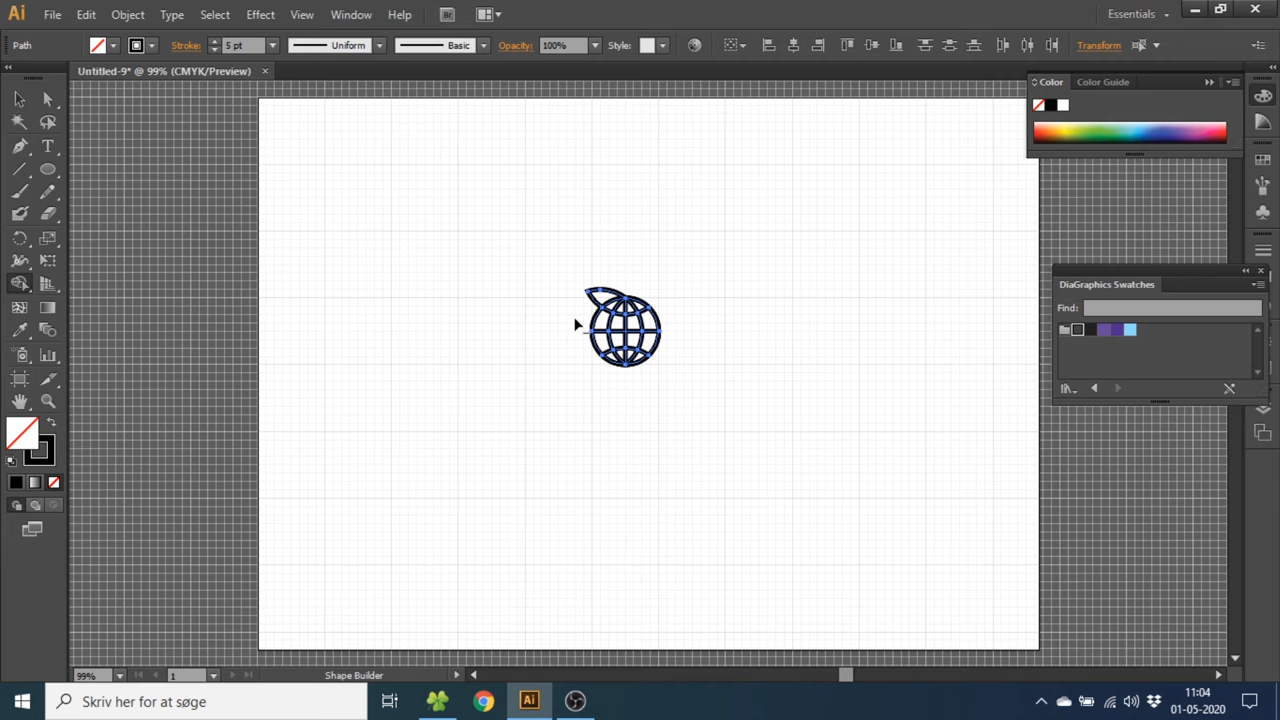 Ai File Edit Object Type Select Effect View Window Help Br Essentials
Path Stroke: 5 pt Uniform Basic Opacity: 100% Style: Transform
Untitled-9* @ 99% (CMYK/Preview)
Color Color Guide
DiaGraphics Swatches
Find:
99% 1 Shape Builder
Skriv her for at søge Ai 11:04
01-05-2020